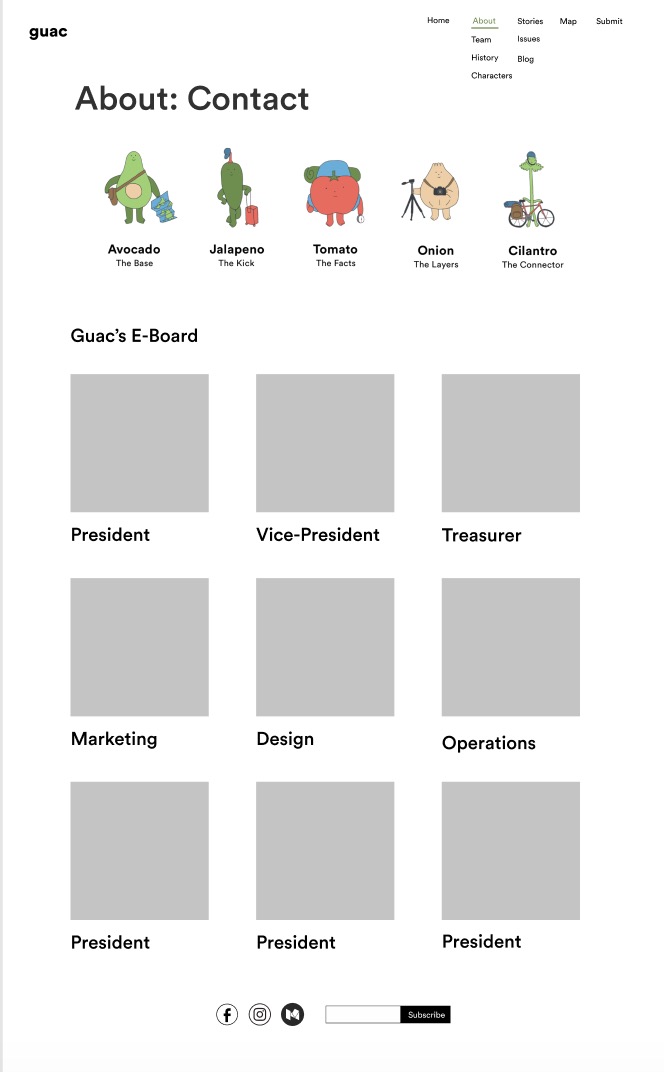 guac
Home About Stories Map Submit
Team Issues
History Blog
Characters
About: Contact
Avocado Jalapeno Tomato Onion Cilantro
The Base The Kick The Facts The Layers The Connector
Guac’s E-Board
President Vice-President Treasurer
Marketing Design Operations
President President President
Subscribe